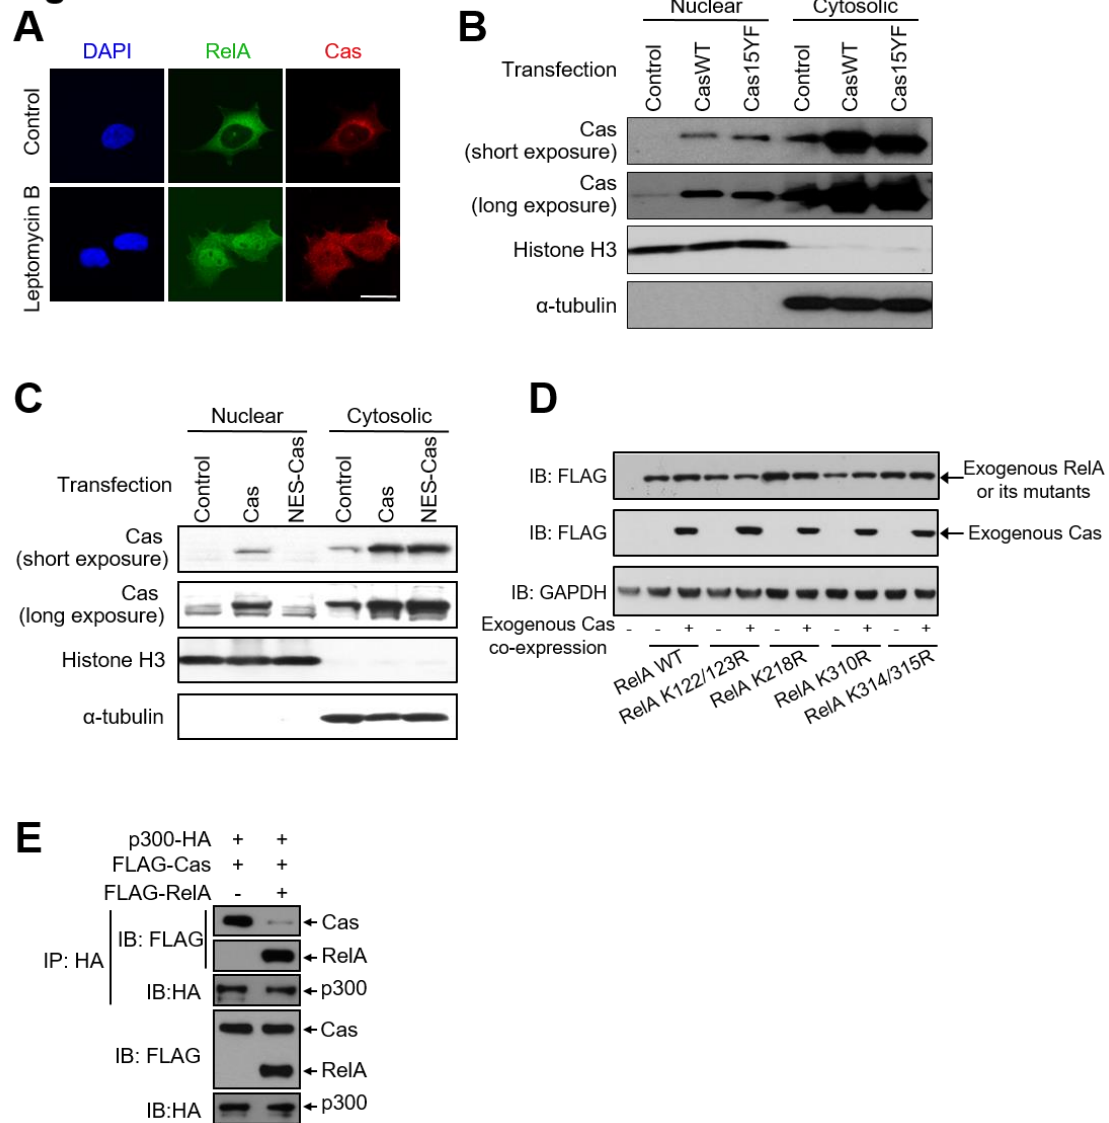 A
DAPI RelA Cas
Control
Leptomycin B
B
Nuclear Cytosolic
Transfection Control CasWT Cas15YF Control CasWT Cas15YF
Cas
(short exposure)
Cas
(long exposure)
Histone H3
α-tubulin
C
Nuclear Cytosolic
Transfection Control Cas NES-Cas Control Cas NES-Cas
Cas
(short exposure)
Cas
(long exposure)
Histone H3
α-tubulin
D
IB: FLAG Exogenous RelA
or its mutants
IB: FLAG Exogenous Cas
IB: GAPDH
Exogenous Cas
co-expression
- - + - + - + - + - +
RelA WT
RelA K122/123R
RelA K218R
RelA K310R
RelA K314/315R
E
p300-HA + +
FLAG-Cas + +
FLAG-RelA - +
IP: HA
IB: FLAG Cas
RelA
IB:HA p300
IB: FLAG Cas
RelA
IB:HA p300